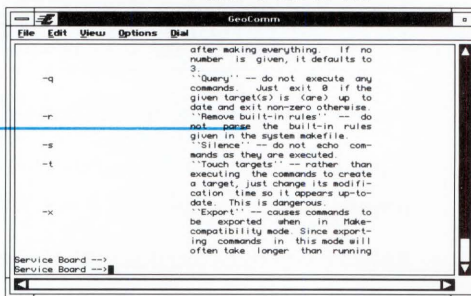 GeoComm
File Edit View Options Dial
after making everything. If no
number is given, it defaults to
3.
-q ``Query'' -- do not execute any
commands. Just exit 0 if the
given target(s) is (are) up to
date and exit non-zero otherwise.
-r ``Remove built-in rules'' -- do
not parse the built-in rules
given in the system makefile.
-s ``Silence'' -- do not echo com-
mands as they are executed.
-t ``Touch targets'' -- rather than
executing the commands to create
a target, just change its modifi-
cation time so it appears up-to-
date. This is dangerous.
-x ``Export'' -- causes commands to
be exported when in Make-
compatibility mode. Since export-
ing commands in this mode will
often take longer than running
Service Board -->
Service Board -->